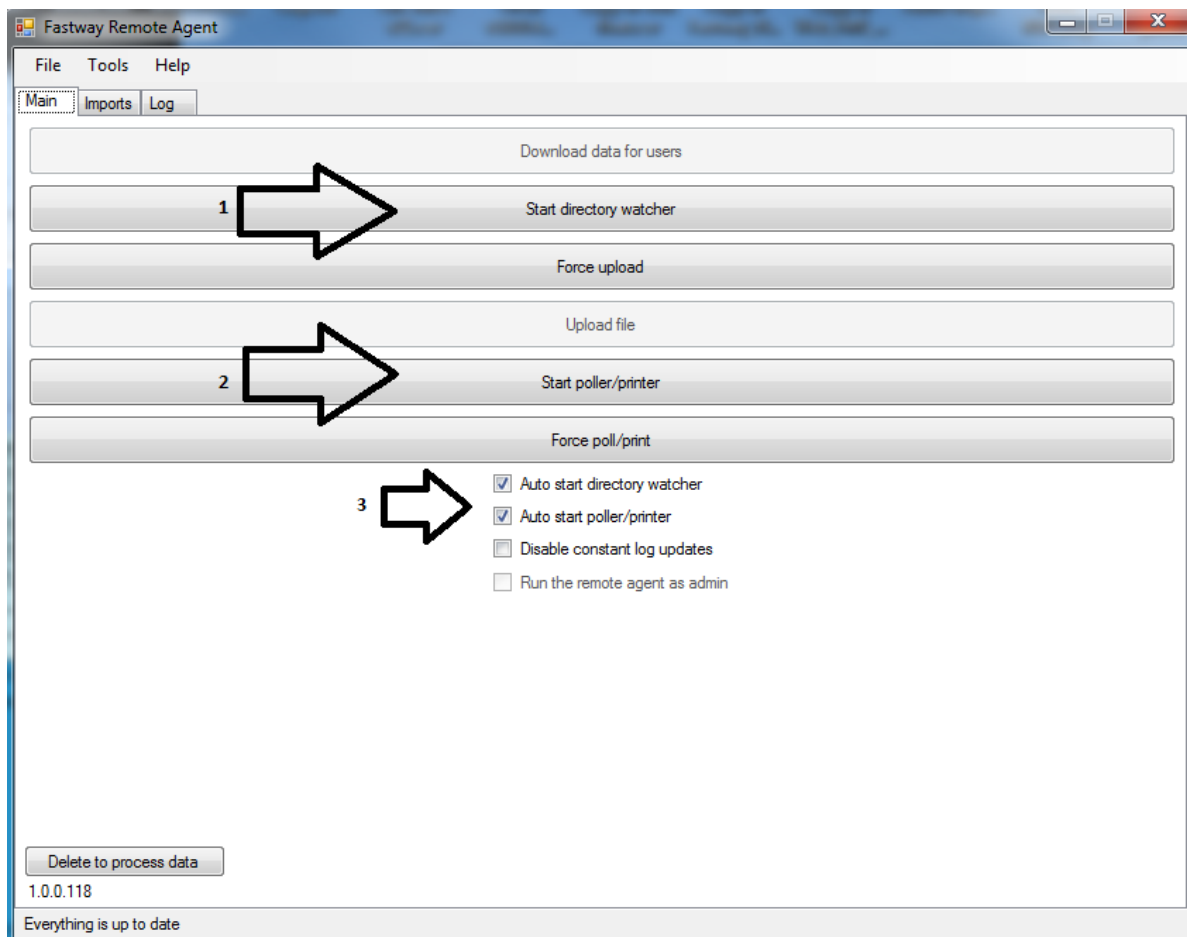 Fastway Remote Agent
File Tools Help
Main Imports Log
Download data for users
1 Start directory watcher
Force upload
Upload file
2 Start poller/printer
Force poll/print
Auto start directory watcher
3
Auto start poller/printer
Disable constant log updates
Run the remote agent as admin
Delete to process data
1.0.0.118
Everything is up to date